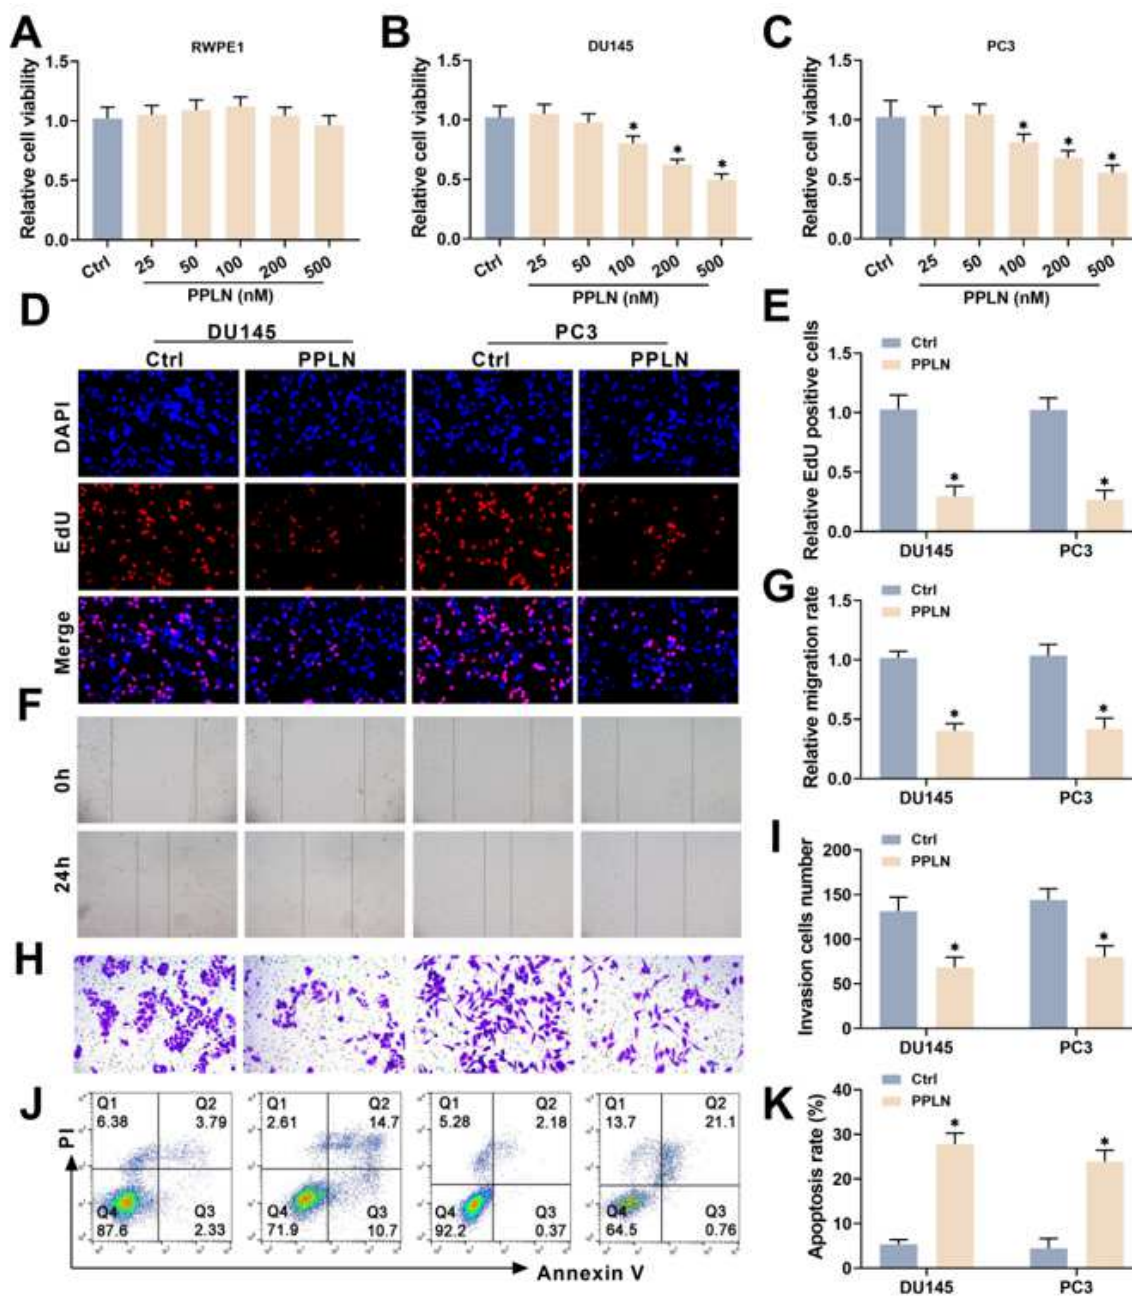 A
RWPE1
Relative cell viability
1.5
1.0
0.5
0.0
Ctrl
25
50
100
200
500
PPLN (nM)
B
DU145
Relative cell viability
1.5
1.0
0.5
0.0
*
*
*
Ctrl
25
50
100
200
500
PPLN (nM)
C
PC3
Relative cell viability
1.5
1.0
0.5
0.0
*
*
*
Ctrl
25
50
100
200
500
PPLN (nM)
D
DU145
PC3
Ctrl
PPLN
Ctrl
PPLN
DAPI
EdU
Merge
E
Ctrl
PPLN
Relative EdU positive cells
1.5
1.0
0.5
0.0
*
*
DU145
PC3
F
0h
24h
G
Ctrl
PPLN
Relative migration rate
1.5
1.0
0.5
0.0
*
*
DU145
PC3
H
I
Ctrl
PPLN
Invasion cells number
200
150
100
50
0
*
*
DU145
PC3
J
PI
Q1
6.38
Q2
3.79
Q4
87.6
Q3
2.33
Q1
2.61
Q2
14.7
Q4
71.9
Q3
10.7
Q1
5.28
Q2
2.18
Q4
92.2
Q3
0.37
Q1
13.7
Q2
21.1
Q4
64.5
Q3
0.76
Annexin V
K
Ctrl
PPLN
Apoptosis rate (%)
40
30
20
10
0
*
*
DU145
PC3